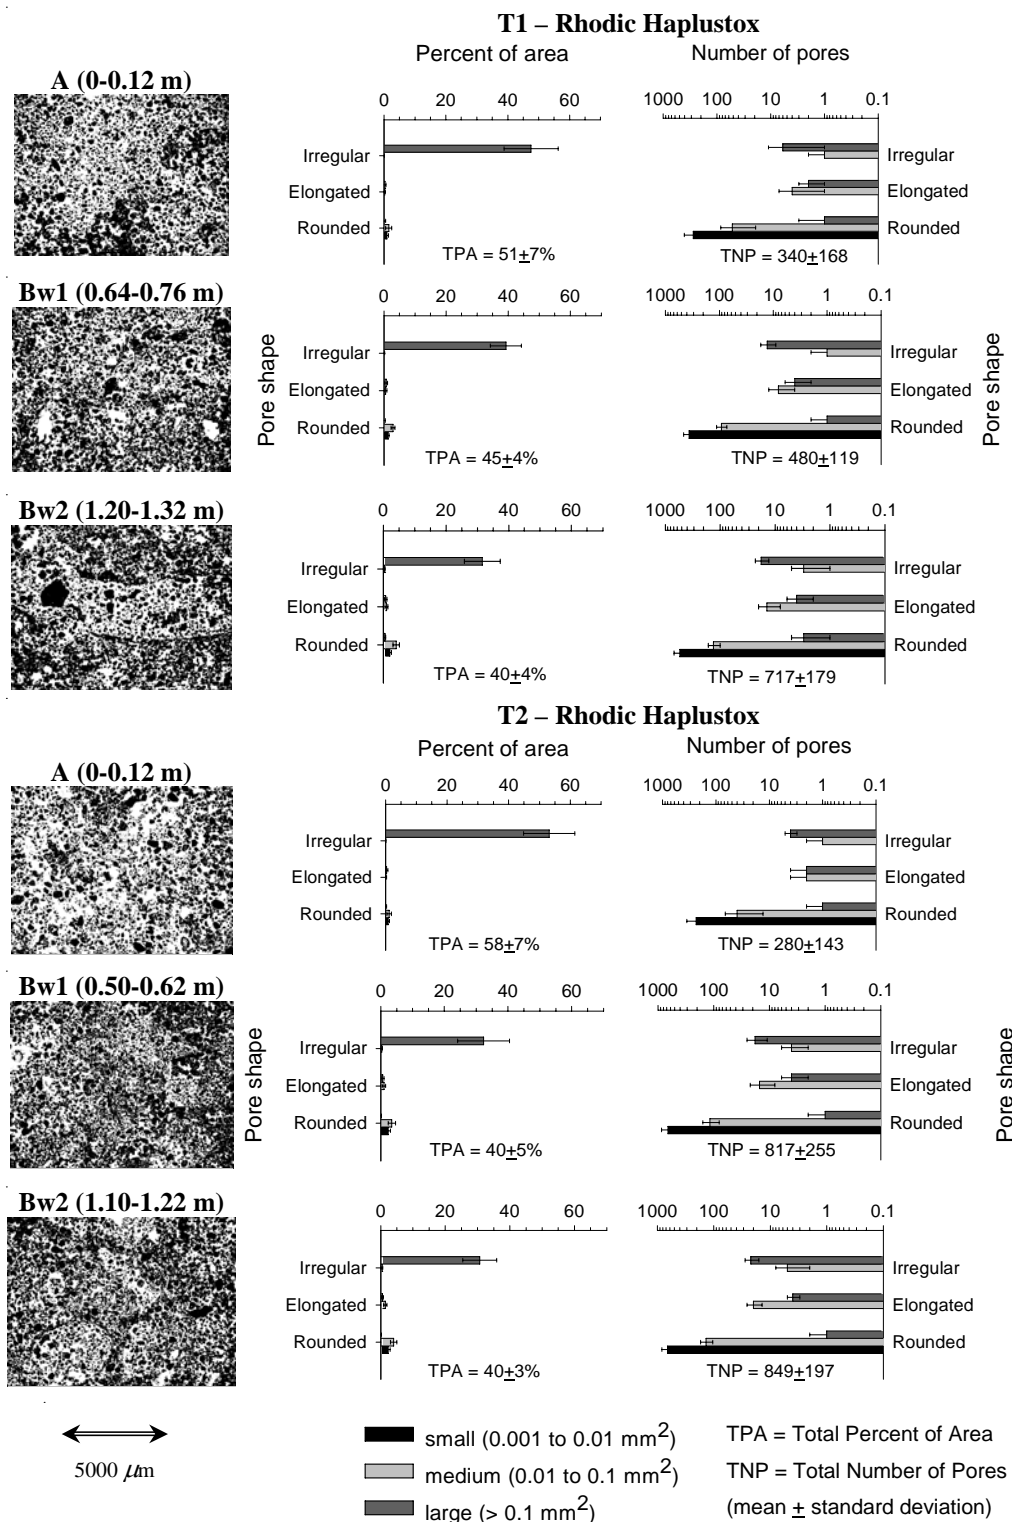 T1 – Rhodic Haplustox
Percent of area
Number of pores
A (0-0.12 m)
0 20 40 60
1000 100 10 1 0.1
Irregular
Elongated
Rounded
Irregular
Elongated
Rounded
TPA = 51±7%
TNP = 340±168
Bw1 (0.64-0.76 m)
0 20 40 60
1000 100 10 1 0.1
Pore shape
Irregular
Elongated
Rounded
Irregular
Elongated
Rounded
Pore shape
TPA = 45±4%
TNP = 480±119
Bw2 (1.20-1.32 m)
0 20 40 60
1000 100 10 1 0.1
Irregular
Elongated
Rounded
Irregular
Elongated
Rounded
TPA = 40±4%
TNP = 717±179
T2 – Rhodic Haplustox
Percent of area
Number of pores
A (0-0.12 m)
0 20 40 60
1000 100 10 1 0.1
Irregular
Elongated
Rounded
Irregular
Elongated
Rounded
TPA = 58±7%
TNP = 280±143
Bw1 (0.50-0.62 m)
0 20 40 60
1000 100 10 1 0.1
Pore shape
Irregular
Elongated
Rounded
Irregular
Elongated
Rounded
Pore shape
TPA = 40±5%
TNP = 817±255
Bw2 (1.10-1.22 m)
0 20 40 60
1000 100 10 1 0.1
Irregular
Elongated
Rounded
Irregular
Elongated
Rounded
TPA = 40±3%
TNP = 849±197
5000 µm
small (0.001 to 0.01 mm²)
medium (0.01 to 0.1 mm²)
large (> 0.1 mm²)
TPA = Total Percent of Area
TNP = Total Number of Pores
(mean ± standard deviation)